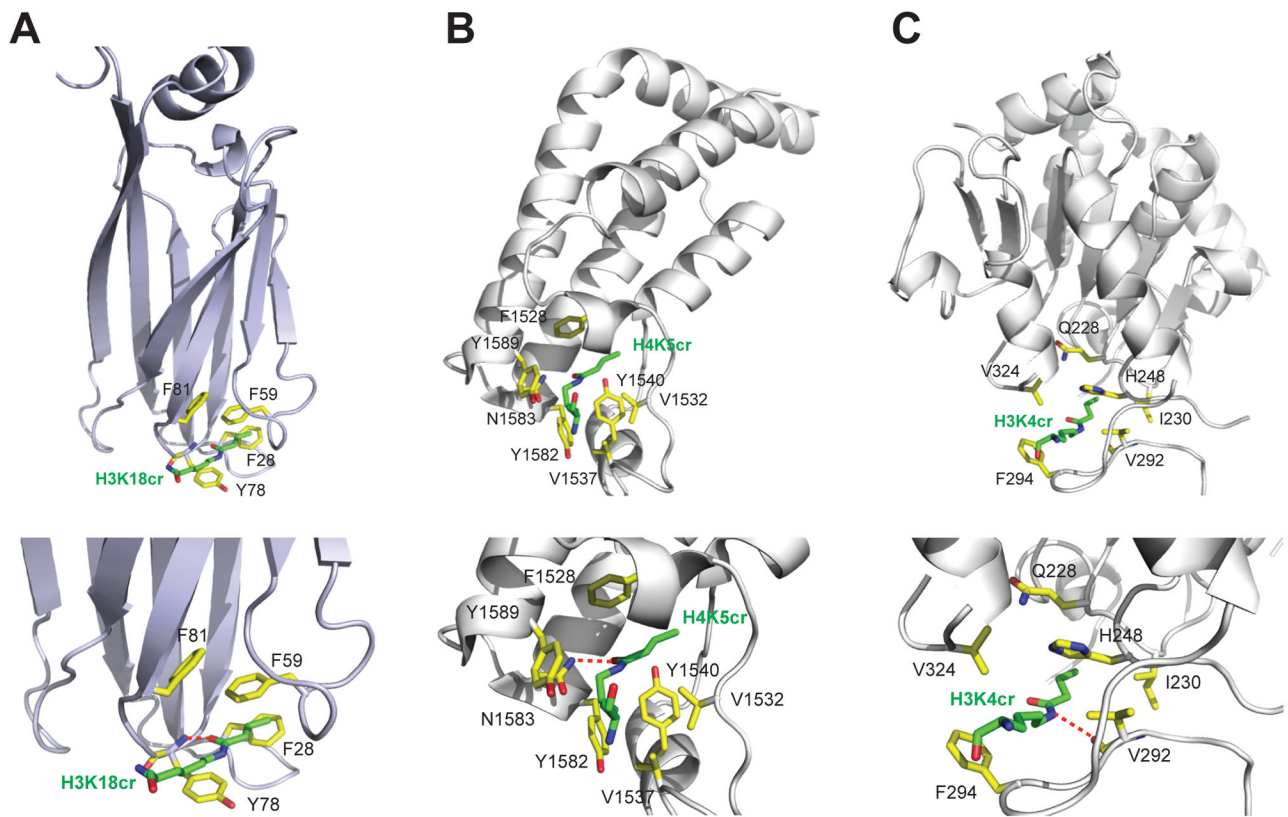 A
B
C
F81
F59
F28
H3K18cr
Y78
F1528
Y1589
H4K5cr
Y1540
N1583
V1532
Y1582
V1537
Q228
V324
H248
H3K4cr
I230
V292
F294
F81
F59
F28
H3K18cr
Y78
F1528
Y1589
H4K5cr
Y1540
V1532
N1583
Y1582
V1537
Q228
H248
V324
I230
H3K4cr
V292
F294